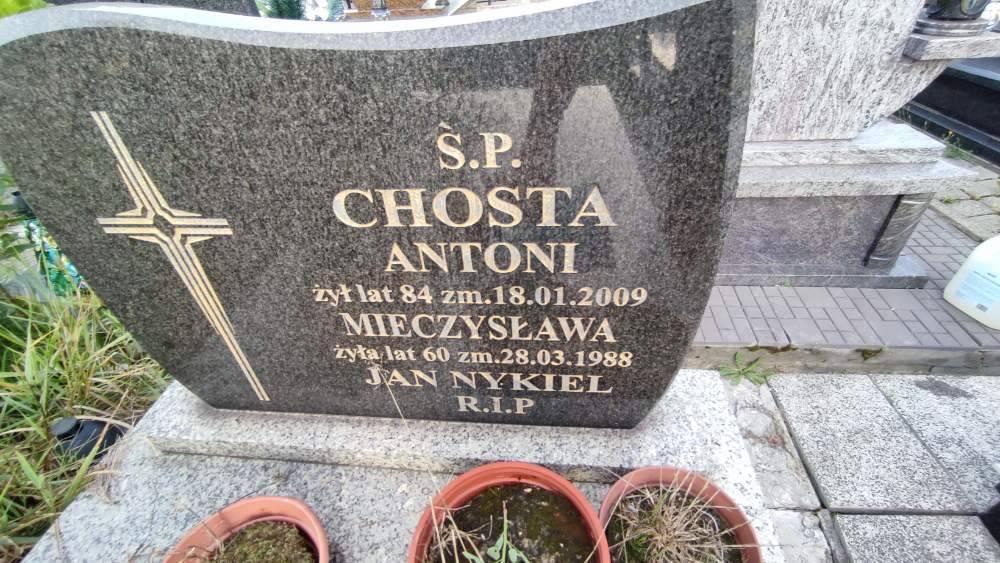 Ś.P.
CHOSTA
ANTONI
żył lat 84 zm.18.01.2009
MIECZYSŁAWA
żyła lat 60 zm.28.03.1988
JAN NYKIEL
R.I.P